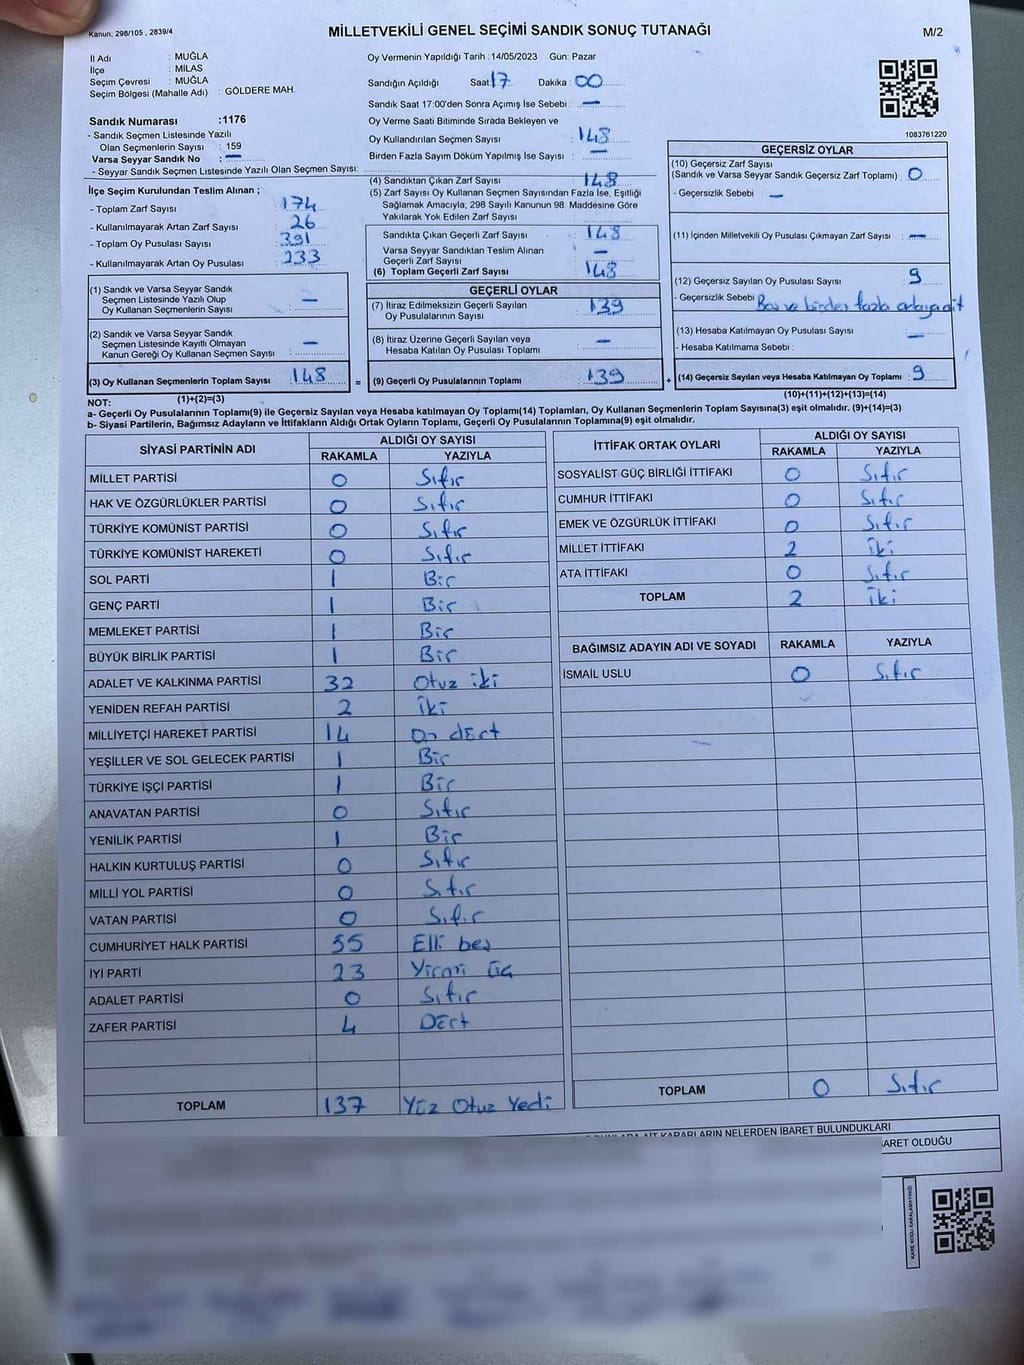 Kanun, 298/105 , 2839/4
MİLLETVEKİLİ GENEL SEÇİMİ SANDIK SONUÇ TUTANAĞI
M/2
İl Adı : MUĞLA
İlçe : MİLAS
Seçim Çevresi : MUĞLA
Seçim Bölgesi (Mahalle Adı) : GÖLDERE MAH.
Sandık Numarası :1176
- Sandık Seçmen Listesinde Yazılı
Olan Seçmenlerin Sayısı : 159
Varsa Seyyar Sandık No : —
- Seyyar Sandık Seçmen Listesinde Yazılı Olan Seçmen Sayısı:
İlçe Seçim Kurulundan Teslim Alınan ;
- Toplam Zarf Sayısı : 174
- Kullanılmayarak Artan Zarf Sayısı : 26
- Toplam Oy Pusulası Sayısı : 391
- Kullanılmayarak Artan Oy Pusulası : 233
(1) Sandık ve Varsa Seyyar Sandık
Seçmen Listesinde Yazılı Olup
Oy Kullanan Seçmenlerin Sayısı : —
(2) Sandık ve Varsa Seyyar Sandık
Seçmen Listesinde Kayıtlı Olmayan
Kanun Gereği Oy Kullanan Seçmen Sayısı : —
(3) Oy Kullanan Seçmenlerin Toplam Sayısı : 148
(1)+(2)=(3)
Oy Vermenin Yapıldığı Tarih :14/05/2023 Gün: Pazar
Sandığın Açıldığı Saat: 17 Dakika : 00
Sandık Saat 17:00'den Sonra Açımış İse Sebebi : —
Oy Verme Saati Bitiminde Sırada Bekleyen ve
Oy Kullandırılan Seçmen Sayısı : 148
Birden Fazla Sayım Döküm Yapılmış İse Sayısı : —
(4) Sandıktan Çıkan Zarf Sayısı : 148
(5) Zarf Sayısı Oy Kullanan Seçmen Sayısından Fazla İse, Eşitliği
Sağlamak Amacıyla, 298 Sayılı Kanunun 98. Maddesine Göre
Yakılarak Yok Edilen Zarf Sayısı :
Sandıkta Çıkan Geçerli Zarf Sayısı : 148
Varsa Seyyar Sandıktan Teslim Alınan
Geçerli Zarf Sayısı : —
(6) Toplam Geçerli Zarf Sayısı : 148
GEÇERLİ OYLAR
(7) İtiraz Edilmeksizin Geçerli Sayılan
Oy Pusulalarının Sayısı : 139
(8) İtiraz Üzerine Geçerli Sayılan veya
Hesaba Katılan Oy Pusulası Toplamı : —
= (9) Geçerli Oy Pusulalarının Toplamı : 139
1083761220
GEÇERSİZ OYLAR
(10) Geçersiz Zarf Sayısı
(Sandık ve Varsa Seyyar Sandık Geçersiz Zarf Toplamı) : 0
- Geçersizlik Sebebi : —
(11) İçinden Milletvekili Oy Pusulası Çıkmayan Zarf Sayısı : —
(12) Geçersiz Sayılan Oy Pusulası Sayısı : 9
- Geçersizlik Sebebi : Boş ve birden fazla
(13) Hesaba Katılmayan Oy Pusulası Sayısı : —
- Hesaba Katılmama Sebebi :
+ (14) Geçersiz Sayılan veya Hesaba Katılmayan Oy Toplamı : 9
(10)+(11)+(12)+(13)=(14)
NOT:
a- Geçerli Oy Pusulalarının Toplamı(9) ile Geçersiz Sayılan veya Hesaba katılmayan Oy Toplamı(14) Toplamları, Oy Kullanan Seçmenlerin Toplam Sayısına(3) eşit olmalıdır. (9)+(14)=(3)
b- Siyasi Partilerin, Bağımsız Adayların ve İttifakların Aldığı Ortak Oyların Toplamı, Geçerli Oy Pusulalarının Toplamına(9) eşit olmalıdır.
SİYASİ PARTİNİN ADI ALDIĞI OY SAYISI
RAKAMLA YAZIYLA
MİLLET PARTİSİ 0 Sıfır
HAK VE ÖZGÜRLÜKLER PARTİSİ 0 Sıfır
TÜRKİYE KOMÜNİST PARTİSİ 0 Sıfır
TÜRKİYE KOMÜNİST HAREKETİ 0 Sıfır
SOL PARTİ 1 Bir
GENÇ PARTİ 1 Bir
MEMLEKET PARTİSİ 1 Bir
BÜYÜK BİRLİK PARTİSİ 1 Bir
ADALET VE KALKINMA PARTİSİ 32 Otuz iki
YENİDEN REFAH PARTİSİ 2 İki
MİLLİYETÇİ HAREKET PARTİSİ 14 On dört
YEŞİLLER VE SOL GELECEK PARTİSİ 1 Bir
TÜRKİYE İŞÇİ PARTİSİ 1 Bir
ANAVATAN PARTİSİ 0 Sıfır
YENİLİK PARTİSİ 1 Bir
HALKIN KURTULUŞ PARTİSİ 0 Sıfır
MİLLİ YOL PARTİSİ 0 Sıfır
VATAN PARTİSİ 0 Sıfır
CUMHURİYET HALK PARTİSİ 55 Elli beş
İYİ PARTİ 23 Yirmi üç
ADALET PARTİSİ 0 Sıfır
ZAFER PARTİSİ 4 Dört
TOPLAM 137 Yüz Otuz Yedi
İTTİFAK ORTAK OYLARI ALDIĞI OY SAYISI
RAKAMLA YAZIYLA
SOSYALİST GÜÇ BİRLİĞİ İTTİFAKI 0 Sıfır
CUMHUR İTTİFAKI 0 Sıfır
EMEK VE ÖZGÜRLÜK İTTİFAKI 0 Sıfır
MİLLET İTTİFAKI 2 İki
ATA İTTİFAKI 0 Sıfır
TOPLAM 2 İki
BAĞIMSIZ ADAYIN ADI VE SOYADI RAKAMLA YAZIYLA
İSMAİL USLU 0 Sıfır
TOPLAM 0 Sıfır
KARARLARIN NELERDEN İBARET BULUNDUKLARI
OLDUĞU
KARE KODU KARALAMAYINIZ!